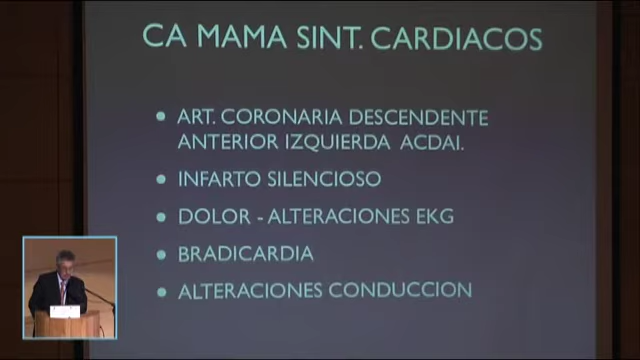 CA MAMA SINT. CARDIACOS
• ART. CORONARIA DESCENDENTE
ANTERIOR IZQUIERDA ACDAI.
• INFARTO SILENCIOSO
• DOLOR - ALTERACIONES EKG
• BRADICARDIA
• ALTERACIONES CONDUCCION